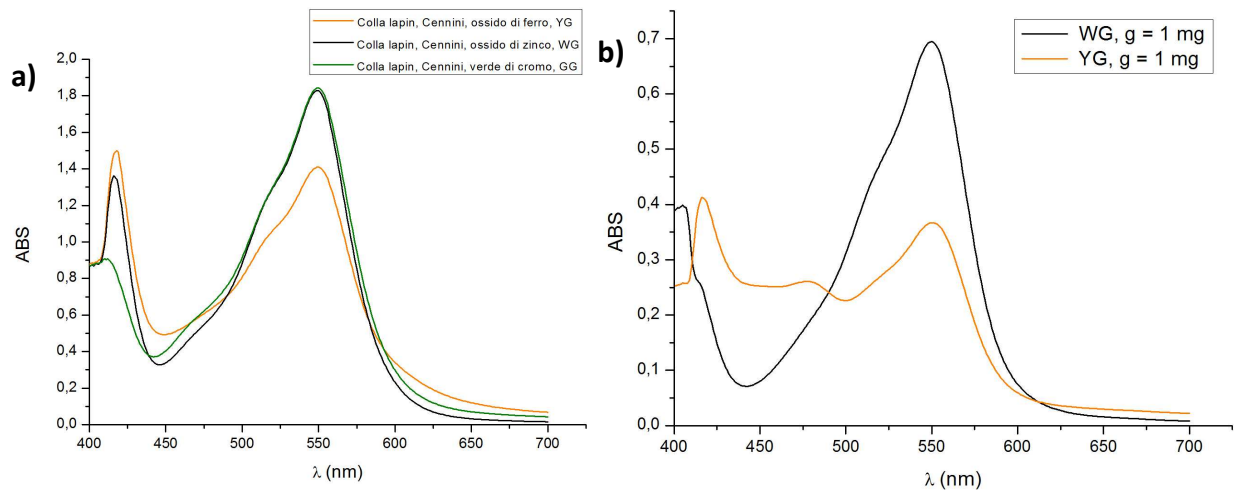 a)
Colla lapin, Cennini, ossido di ferro, YG
Colla lapin, Cennini, ossido di zinco, WG
Colla lapin, Cennini, verde di cromo, GG
2,0
1,8
1,6
1,4
1,2
1,0
0,8
0,6
0,4
0,2
0,0
ABS
400 450 500 550 600 650 700
λ (nm)
b)
WG, g = 1 mg
YG, g = 1 mg
0,7
0,6
0,5
0,4
0,3
0,2
0,1
0,0
ABS
400 450 500 550 600 650 700
λ (nm)